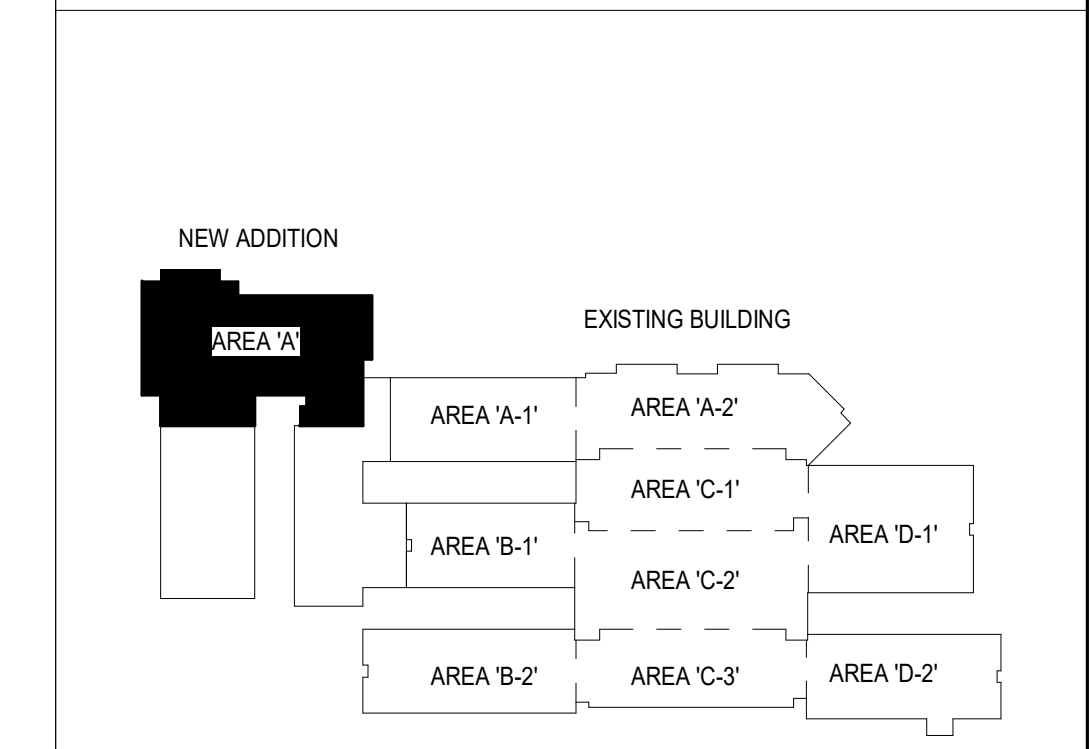 NEW ADDITION
AREA 'A'
EXISTING BUILDING
AREA 'A-1'
AREA 'A-2'
AREA 'C-1'
AREA 'B-1'
AREA 'D-1'
AREA 'C-2'
AREA 'B-2'
AREA 'C-3'
AREA 'D-2'